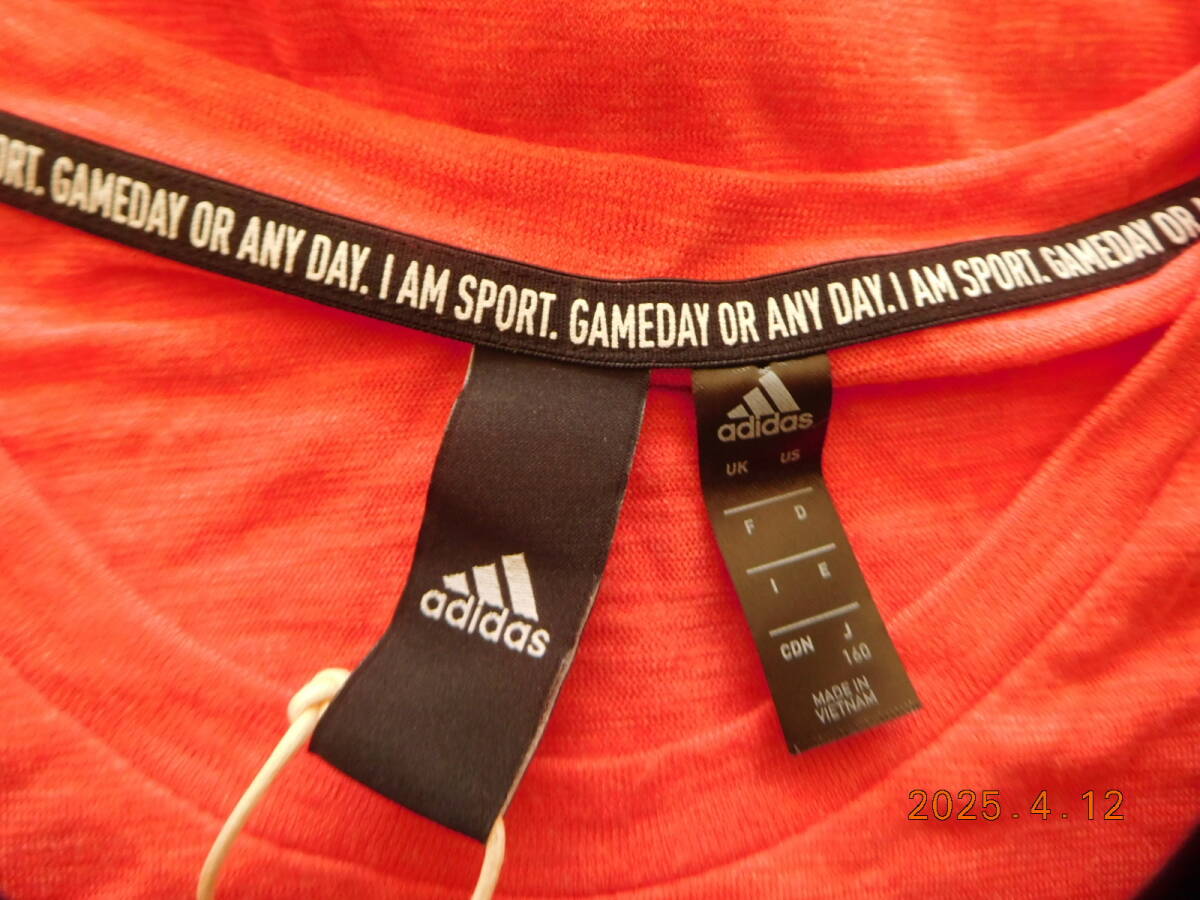 ORT. GAMEDAY OR ANY DAY. I AM SPORT. GAMEDAY OR ANY DAY. I AM SPORT. GAMEDAY OR
adidas
adidas
UK US
F D
I E
CDN J
160
MADE IN
VIETNAM
2025.4.12